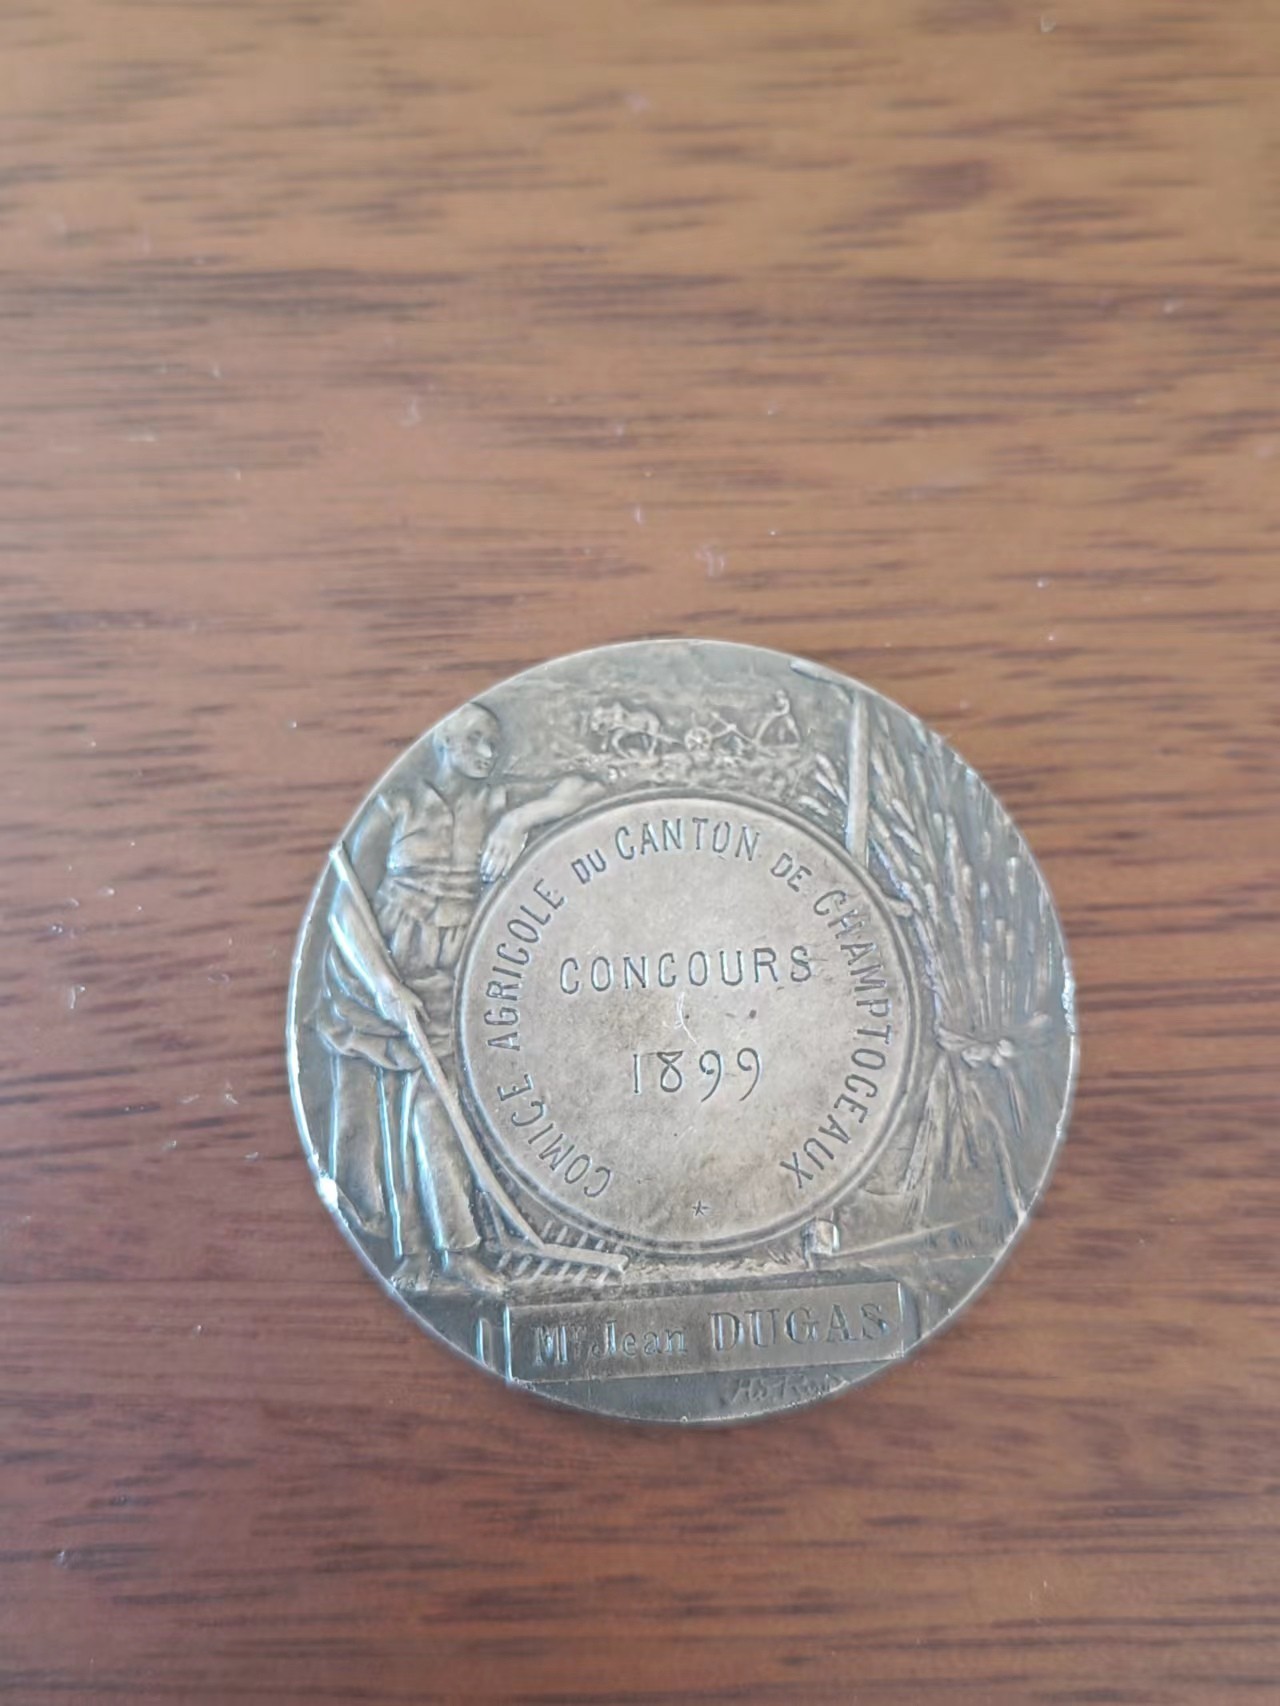 COMICE AGRICOLE DU CANTON DE CHAMPTOCEAUX
CONCOURS
1899
Mr Jean DUGAS